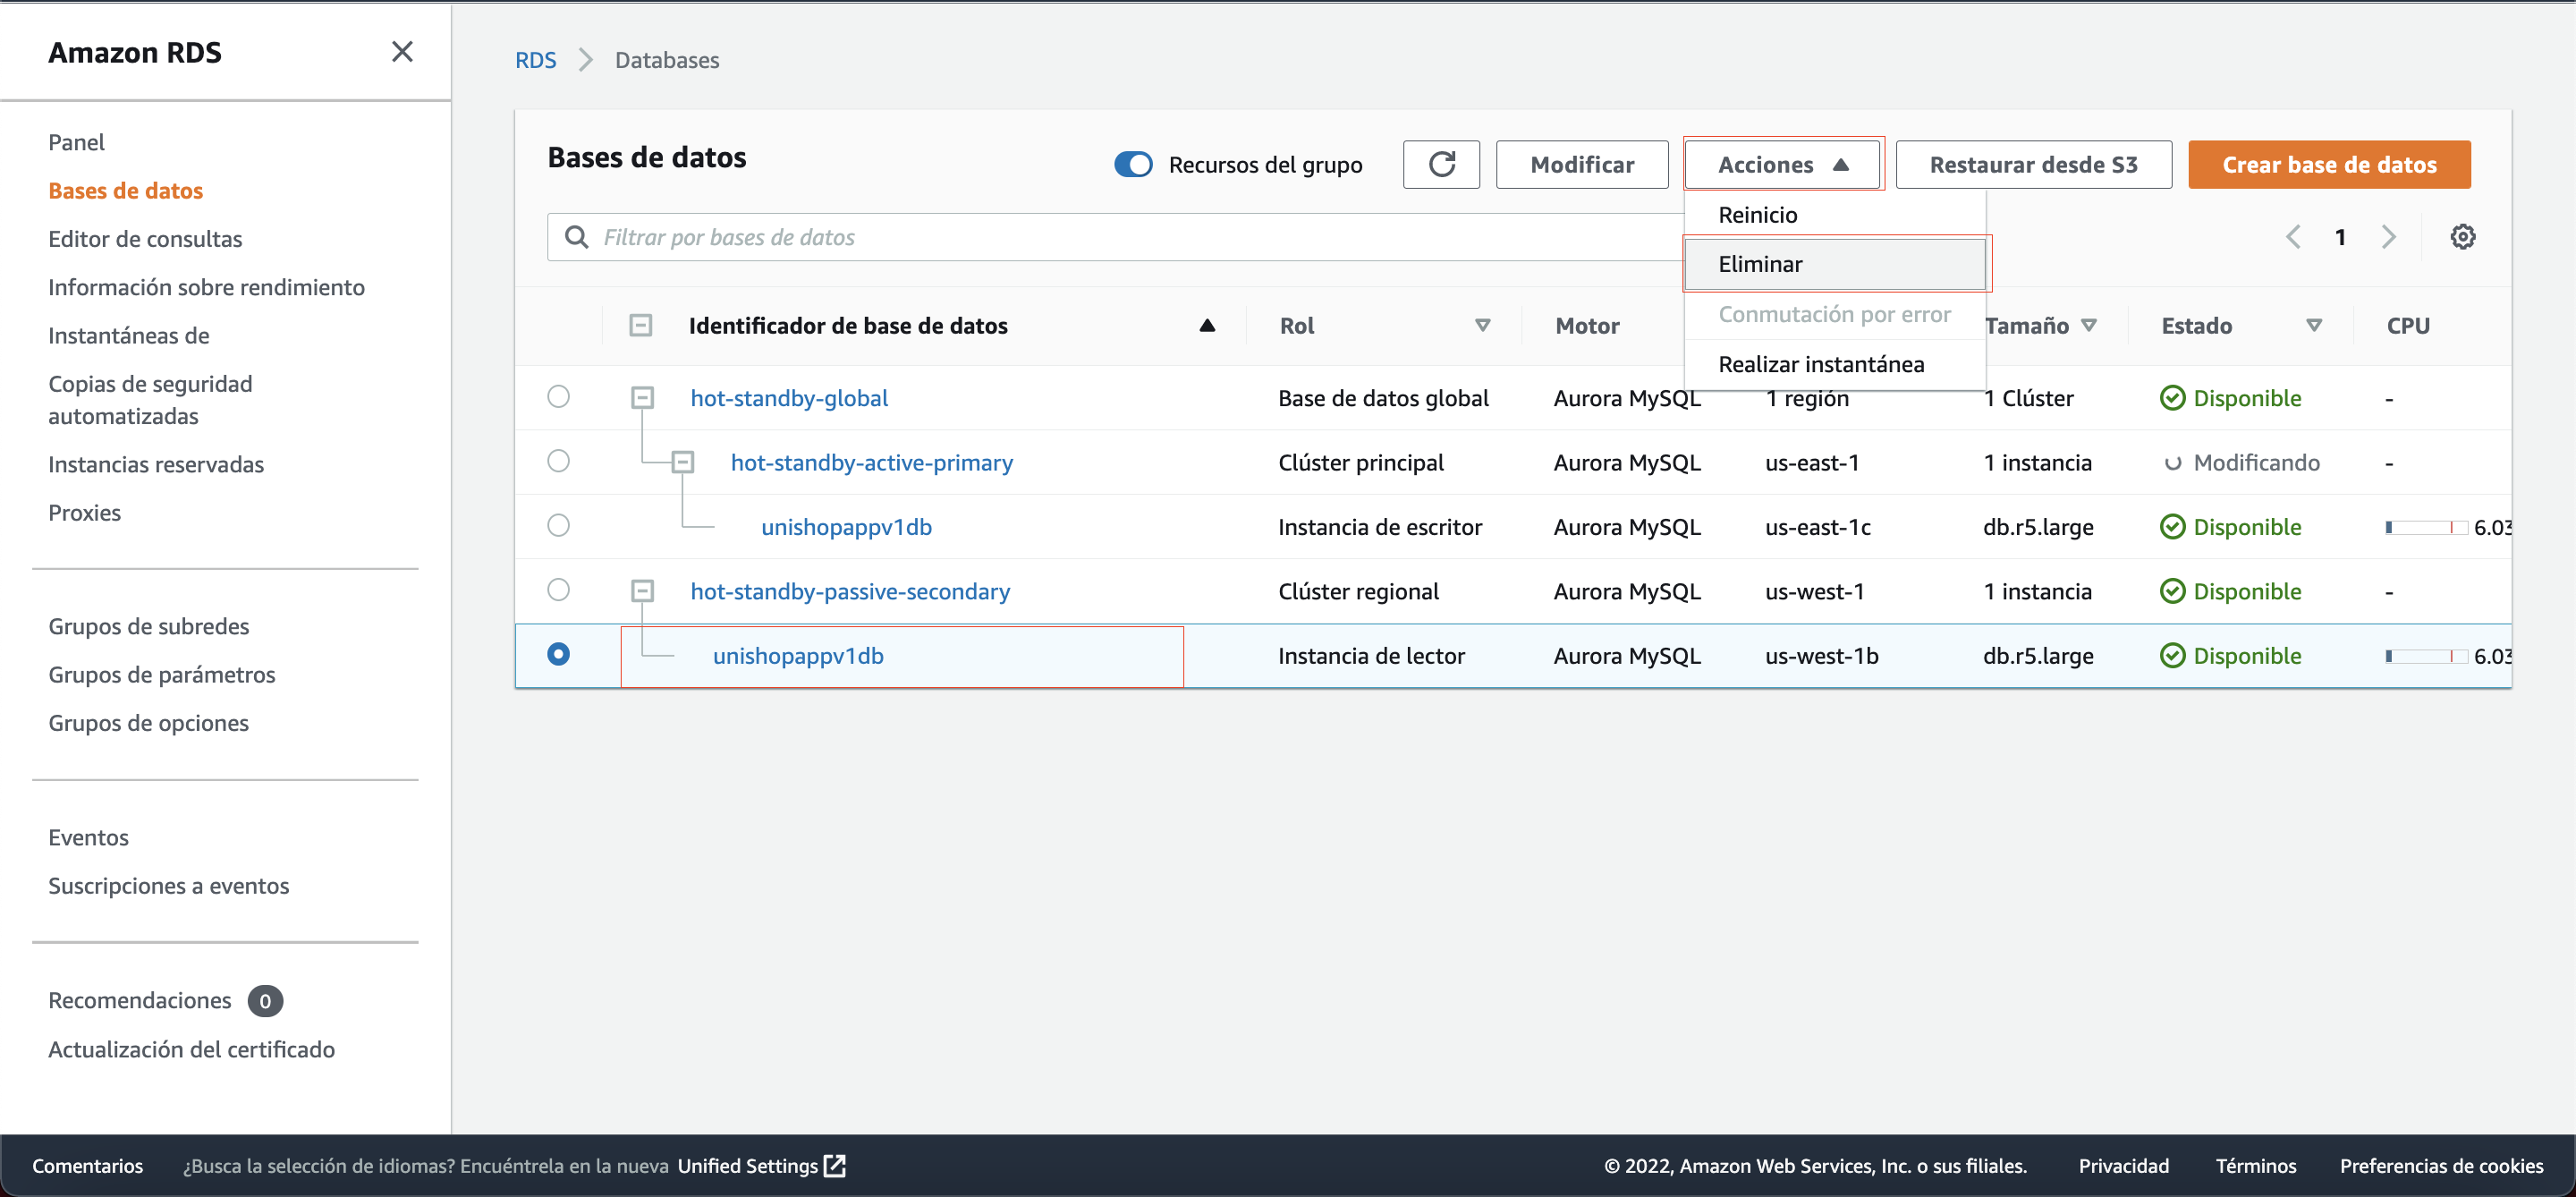 Amazon RDS
Panel
Bases de datos
Editor de consultas
Información sobre rendimiento
Instantáneas de
Copias de seguridad
automatizadas
Instancias reservadas
Proxies
Grupos de subredes
Grupos de parámetros
Grupos de opciones
Eventos
Suscripciones a eventos
Recomendaciones 0
Actualización del certificado
RDS > Databases
Bases de datos
Recursos del grupo
Modificar
Acciones
Restaurar desde S3
Crear base de datos
Reinicio
Eliminar
Conmutación por error
Realizar instantánea
Filtrar por bases de datos
1
Identificador de base de datos Rol Motor Tamaño Estado CPU
hot-standby-global Base de datos global Aurora MySQL 1 región 1 Clúster Disponible -
hot-standby-active-primary Clúster principal Aurora MySQL us-east-1 1 instancia Modificando -
unishopappv1db Instancia de escritor Aurora MySQL us-east-1c db.r5.large Disponible 6.03
hot-standby-passive-secondary Clúster regional Aurora MySQL us-west-1 1 instancia Disponible -
unishopappv1db Instancia de lector Aurora MySQL us-west-1b db.r5.large Disponible 6.03
Comentarios ¿Busca la selección de idiomas? Encuéntrela en la nueva Unified Settings © 2022, Amazon Web Services, Inc. o sus filiales. Privacidad Términos Preferencias de cookies